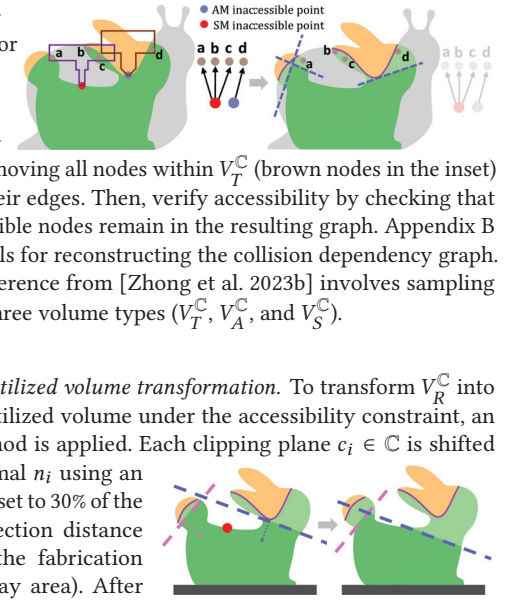 AM inaccessible point
SM inaccessible point
or
a b c d
a b c d
a b c d
a b c d
moving all nodes within V_T^ℂ (brown nodes in the inset)
eir edges. Then, verify accessibility by checking that
ible nodes remain in the resulting graph. Appendix B
ls for reconstructing the collision dependency graph.
erence from [Zhong et al. 2023b] involves sampling
hree volume types (V_T^ℂ, V_A^ℂ, and V_S^ℂ).
tilized volume transformation. To transform V_R^ℂ into
tilized volume under the accessibility constraint, an
hod is applied. Each clipping plane c_i ∈ ℂ is shifted
rmal n_i using an
set to 30% of the
ection distance
the fabrication
ay area). After